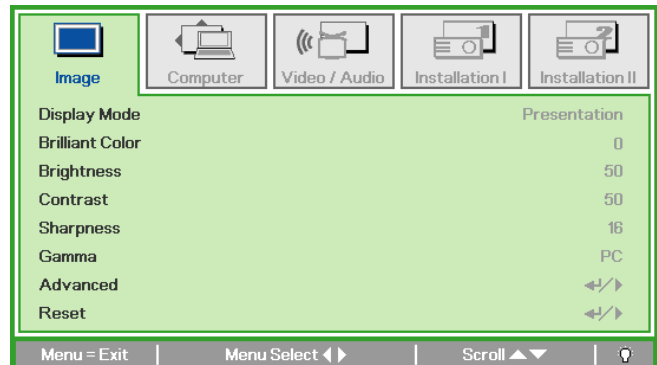 Image Computer Video / Audio Installation I Installation II
Display Mode Presentation
Brilliant Color 0
Brightness 50
Contrast 50
Sharpness 16
Gamma PC
Advanced
Reset
Menu = Exit Menu Select Scroll